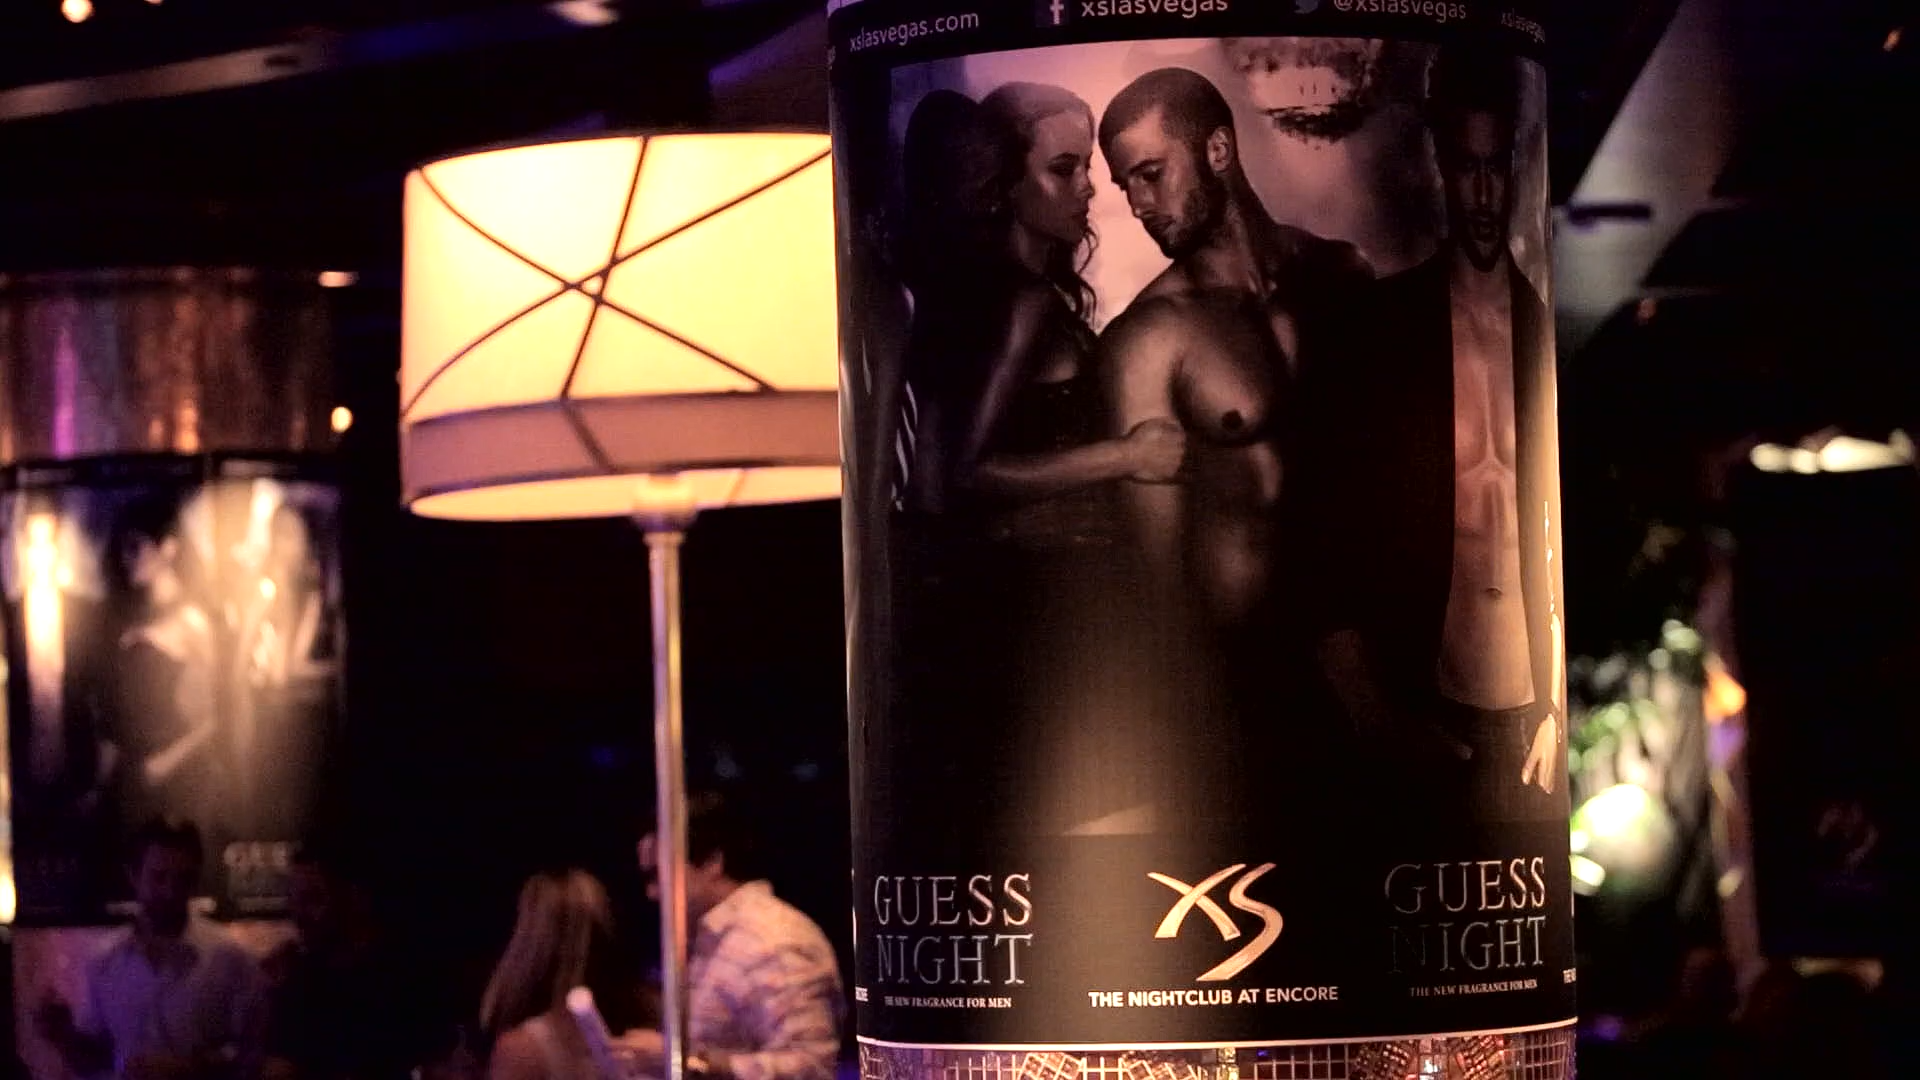 xslasvegas.com
f xslasvegas
@xslasvegas
xslasvegas
GUESS
NIGHT
THE NEW FRAGRANCE FOR MEN
XS
THE NIGHTCLUB AT ENCORE
GUESS
NIGHT
THE NEW FRAGRANCE FOR MEN